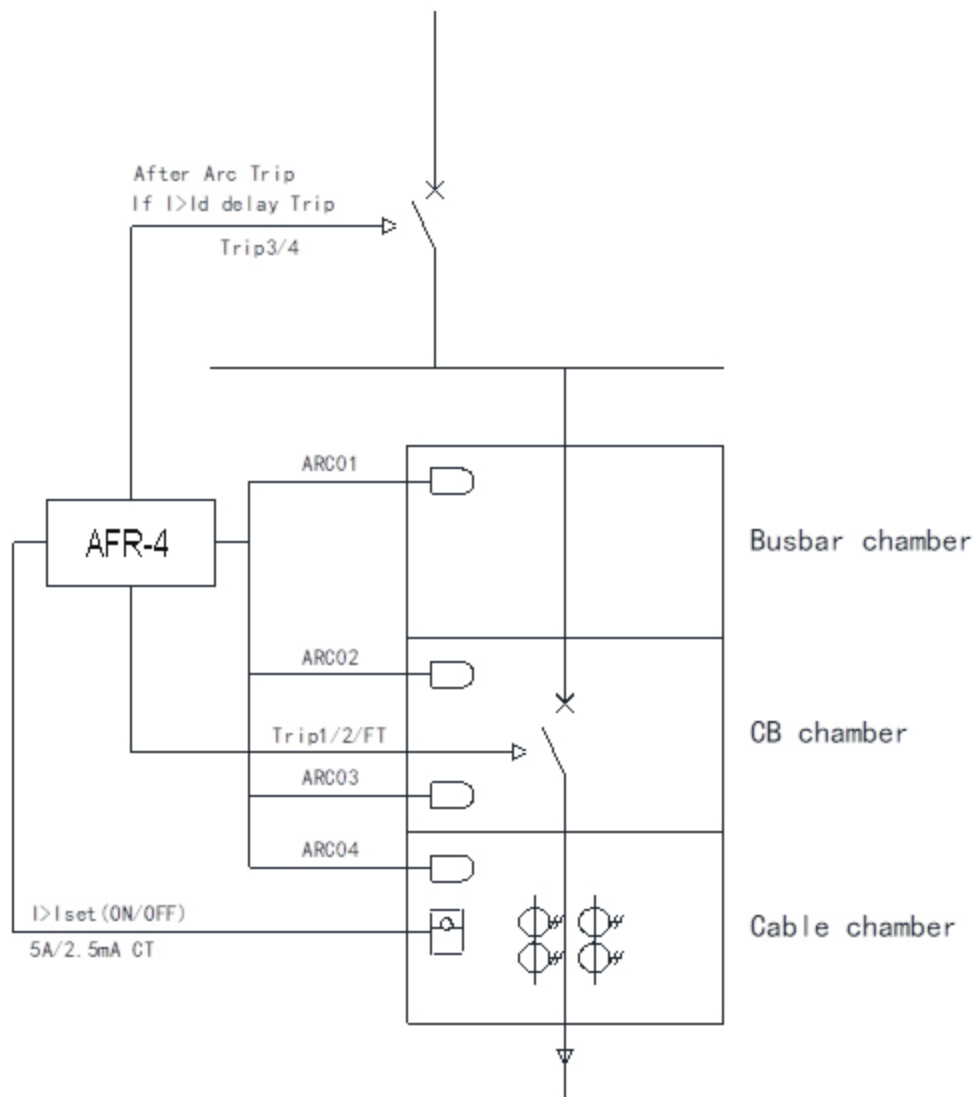 After Arc Trip
If I>Id delay Trip
Trip3/4
ARC01
AFR-4
Busbar chamber
ARC02
CB chamber
Trip1/2/FT
ARC03
ARC04
I>Iset(ON/OFF)
5A/2.5mA CT
Cable chamber